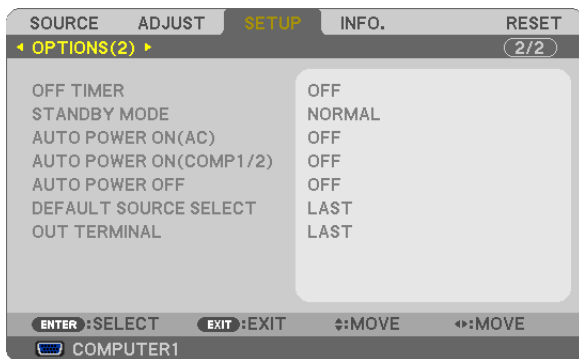 SOURCE ADJUST SETUP INFO. RESET
OPTIONS(2) 2/2
OFF TIMER OFF
STANDBY MODE NORMAL
AUTO POWER ON(AC) OFF
AUTO POWER ON(COMP1/2) OFF
AUTO POWER OFF OFF
DEFAULT SOURCE SELECT LAST
OUT TERMINAL LAST
ENTER :SELECT EXIT :EXIT :MOVE :MOVE
COMPUTER1